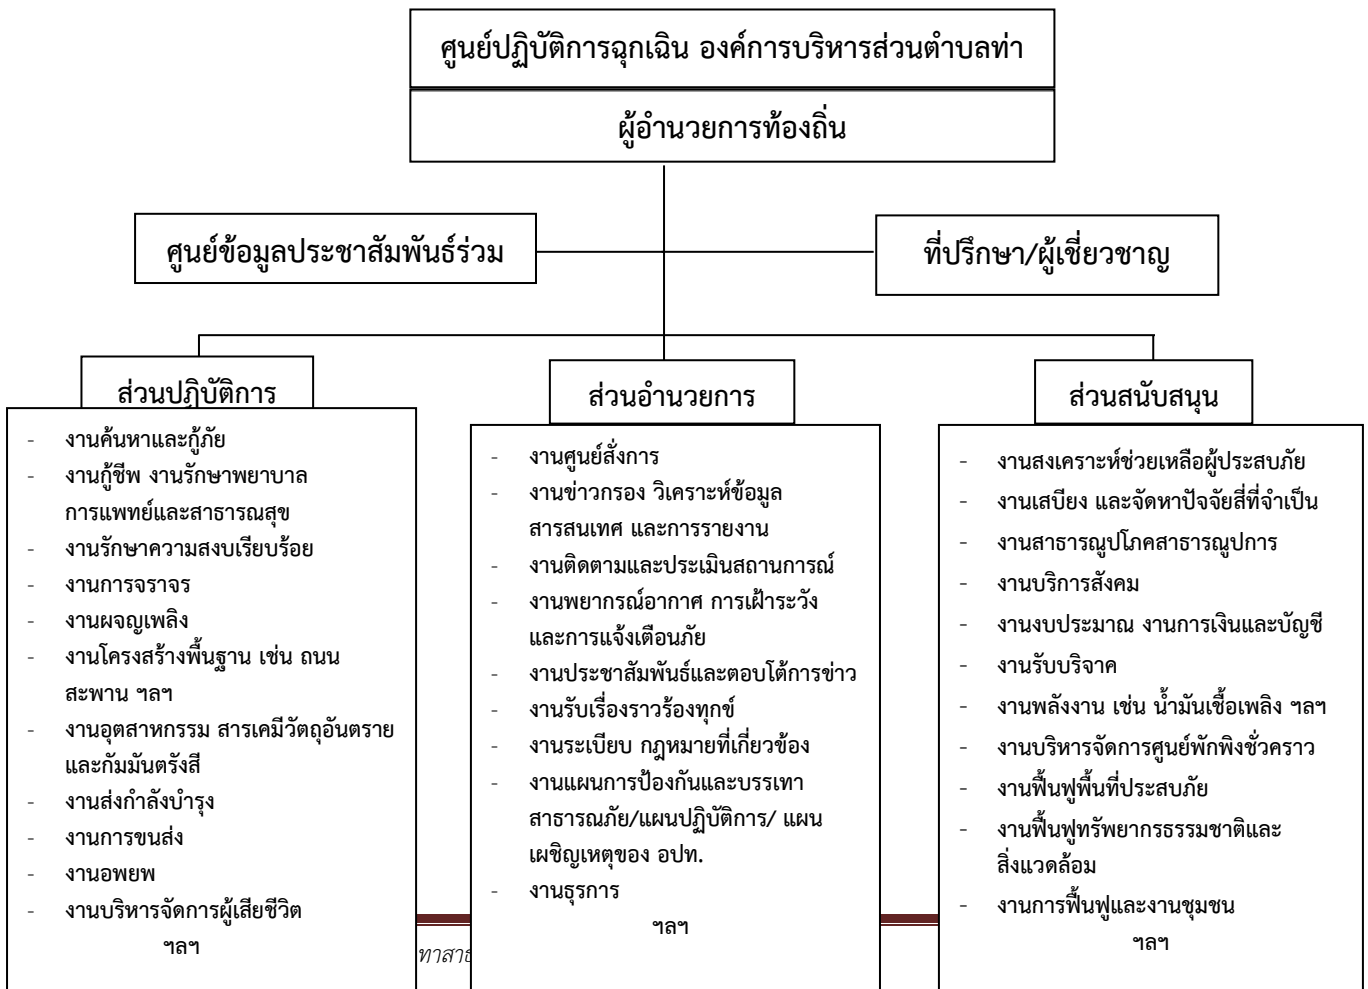 ศูนย์ปฏิบัติการฉุกเฉิน องค์การบริหารส่วนตำบลท่า
ผู้อำนวยการท้องถิ่น
ศูนย์ข้อมูลประชาสัมพันธ์ร่วม
ที่ปรึกษา/ผู้เชี่ยวชาญ
ส่วนปฏิบัติการ
- งานค้นหาและกู้ภัย
- งานกู้ชีพ งานรักษาพยาบาล
การแพทย์และสาธารณสุข
- งานรักษาความสงบเรียบร้อย
- งานการจราจร
- งานผจญเพลิง
- งานโครงสร้างพื้นฐาน เช่น ถนน
สะพาน ฯลฯ
- งานอุตสาหกรรม สารเคมีวัตถุอันตราย
และกัมมันตรังสี
- งานส่งกำลังบำรุง
- งานการขนส่ง
- งานอพยพ
- งานบริหารจัดการผู้เสียชีวิต
ฯลฯ
ส่วนอำนวยการ
- งานศูนย์สั่งการ
- งานข่าวกรอง วิเคราะห์ข้อมูล
สารสนเทศ และการรายงาน
- งานติดตามและประเมินสถานการณ์
- งานพยากรณ์อากาศ การเฝ้าระวัง
และการแจ้งเตือนภัย
- งานประชาสัมพันธ์และตอบโต้การข่าว
- งานรับเรื่องราวร้องทุกข์
- งานระเบียบ กฎหมายที่เกี่ยวข้อง
- งานแผนการป้องกันและบรรเทา
สาธารณภัย/แผนปฏิบัติการ/ แผน
เผชิญเหตุของ อปท.
- งานธุรการ
ฯลฯ
ส่วนสนับสนุน
- งานสงเคราะห์ช่วยเหลือผู้ประสบภัย
- งานเสบียง และจัดหาปัจจัยสี่ที่จำเป็น
- งานสาธารณูปโภคสาธารณูปการ
- งานบริการสังคม
- งานงบประมาณ งานการเงินและบัญชี
- งานรับบริจาค
- งานพลังงาน เช่น น้ำมันเชื้อเพลิง ฯลฯ
- งานบริหารจัดการศูนย์พักพิงชั่วคราว
- งานฟื้นฟูพื้นที่ประสบภัย
- งานฟื้นฟูทรัพยากรธรรมชาติและ
สิ่งแวดล้อม
- งานการฟื้นฟูและงานชุมชน
ฯลฯ